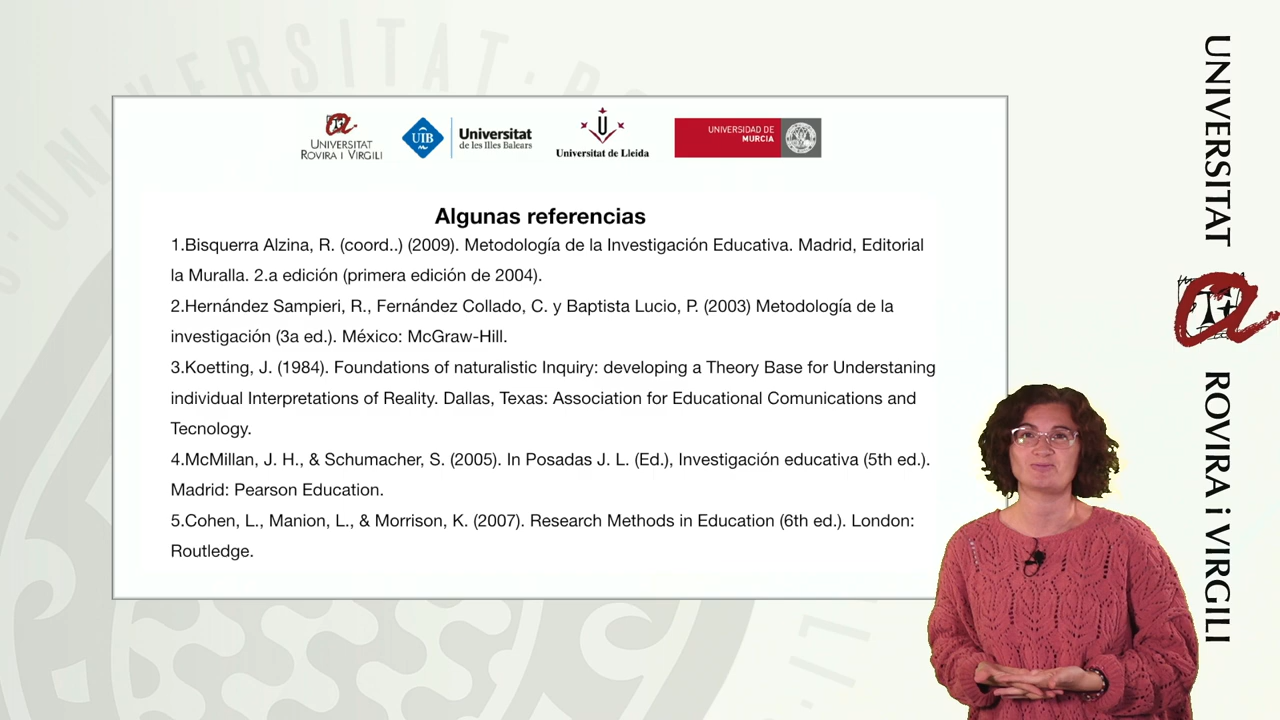 UNIVERSITAT
ROVIRA I VIRGILI
UIB
Universitat
de les Illes Balears
U
Universitat de Lleida
UNIVERSIDAD DE
MURCIA
Algunas referencias
1.Bisquerra Alzina, R. (coord..) (2009). Metodología de la Investigación Educativa. Madrid, Editorial
la Muralla. 2.a edición (primera edición de 2004).
2.Hernández Sampieri, R., Fernández Collado, C. y Baptista Lucio, P. (2003) Metodología de la
investigación (3a ed.). México: McGraw-Hill.
3.Koetting, J. (1984). Foundations of naturalistic Inquiry: developing a Theory Base for Understaning
individual Interpretations of Reality. Dallas, Texas: Association for Educational Comunications and
Tecnology.
4.McMillan, J. H., & Schumacher, S. (2005). In Posadas J. L. (Ed.), Investigación educativa (5th ed.).
Madrid: Pearson Education.
5.Cohen, L., Manion, L., & Morrison, K. (2007). Research Methods in Education (6th ed.). London:
Routledge.
UNIVERSITAT ROVIRA i VIRGILI